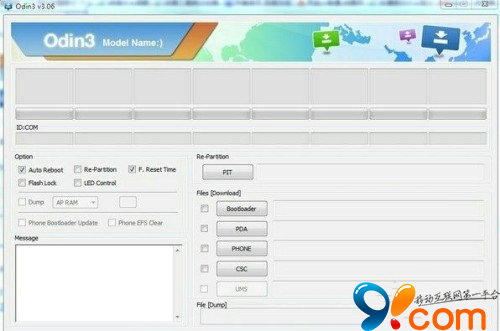 Odin3 v3.06
Odin3 Model Name:)
ID:COM
Option
Auto Reboot Re-Partition F. Reset Time
Flash Lock LED Control
Dump AP RAM
Phone Bootloader Update Phone EFS Clear
Message
Re-Partition
PIT
Files [Download]
Bootloader
PDA
PHONE
CSC
UMS
File [Dump]
移动互联网第一平台
9!.com